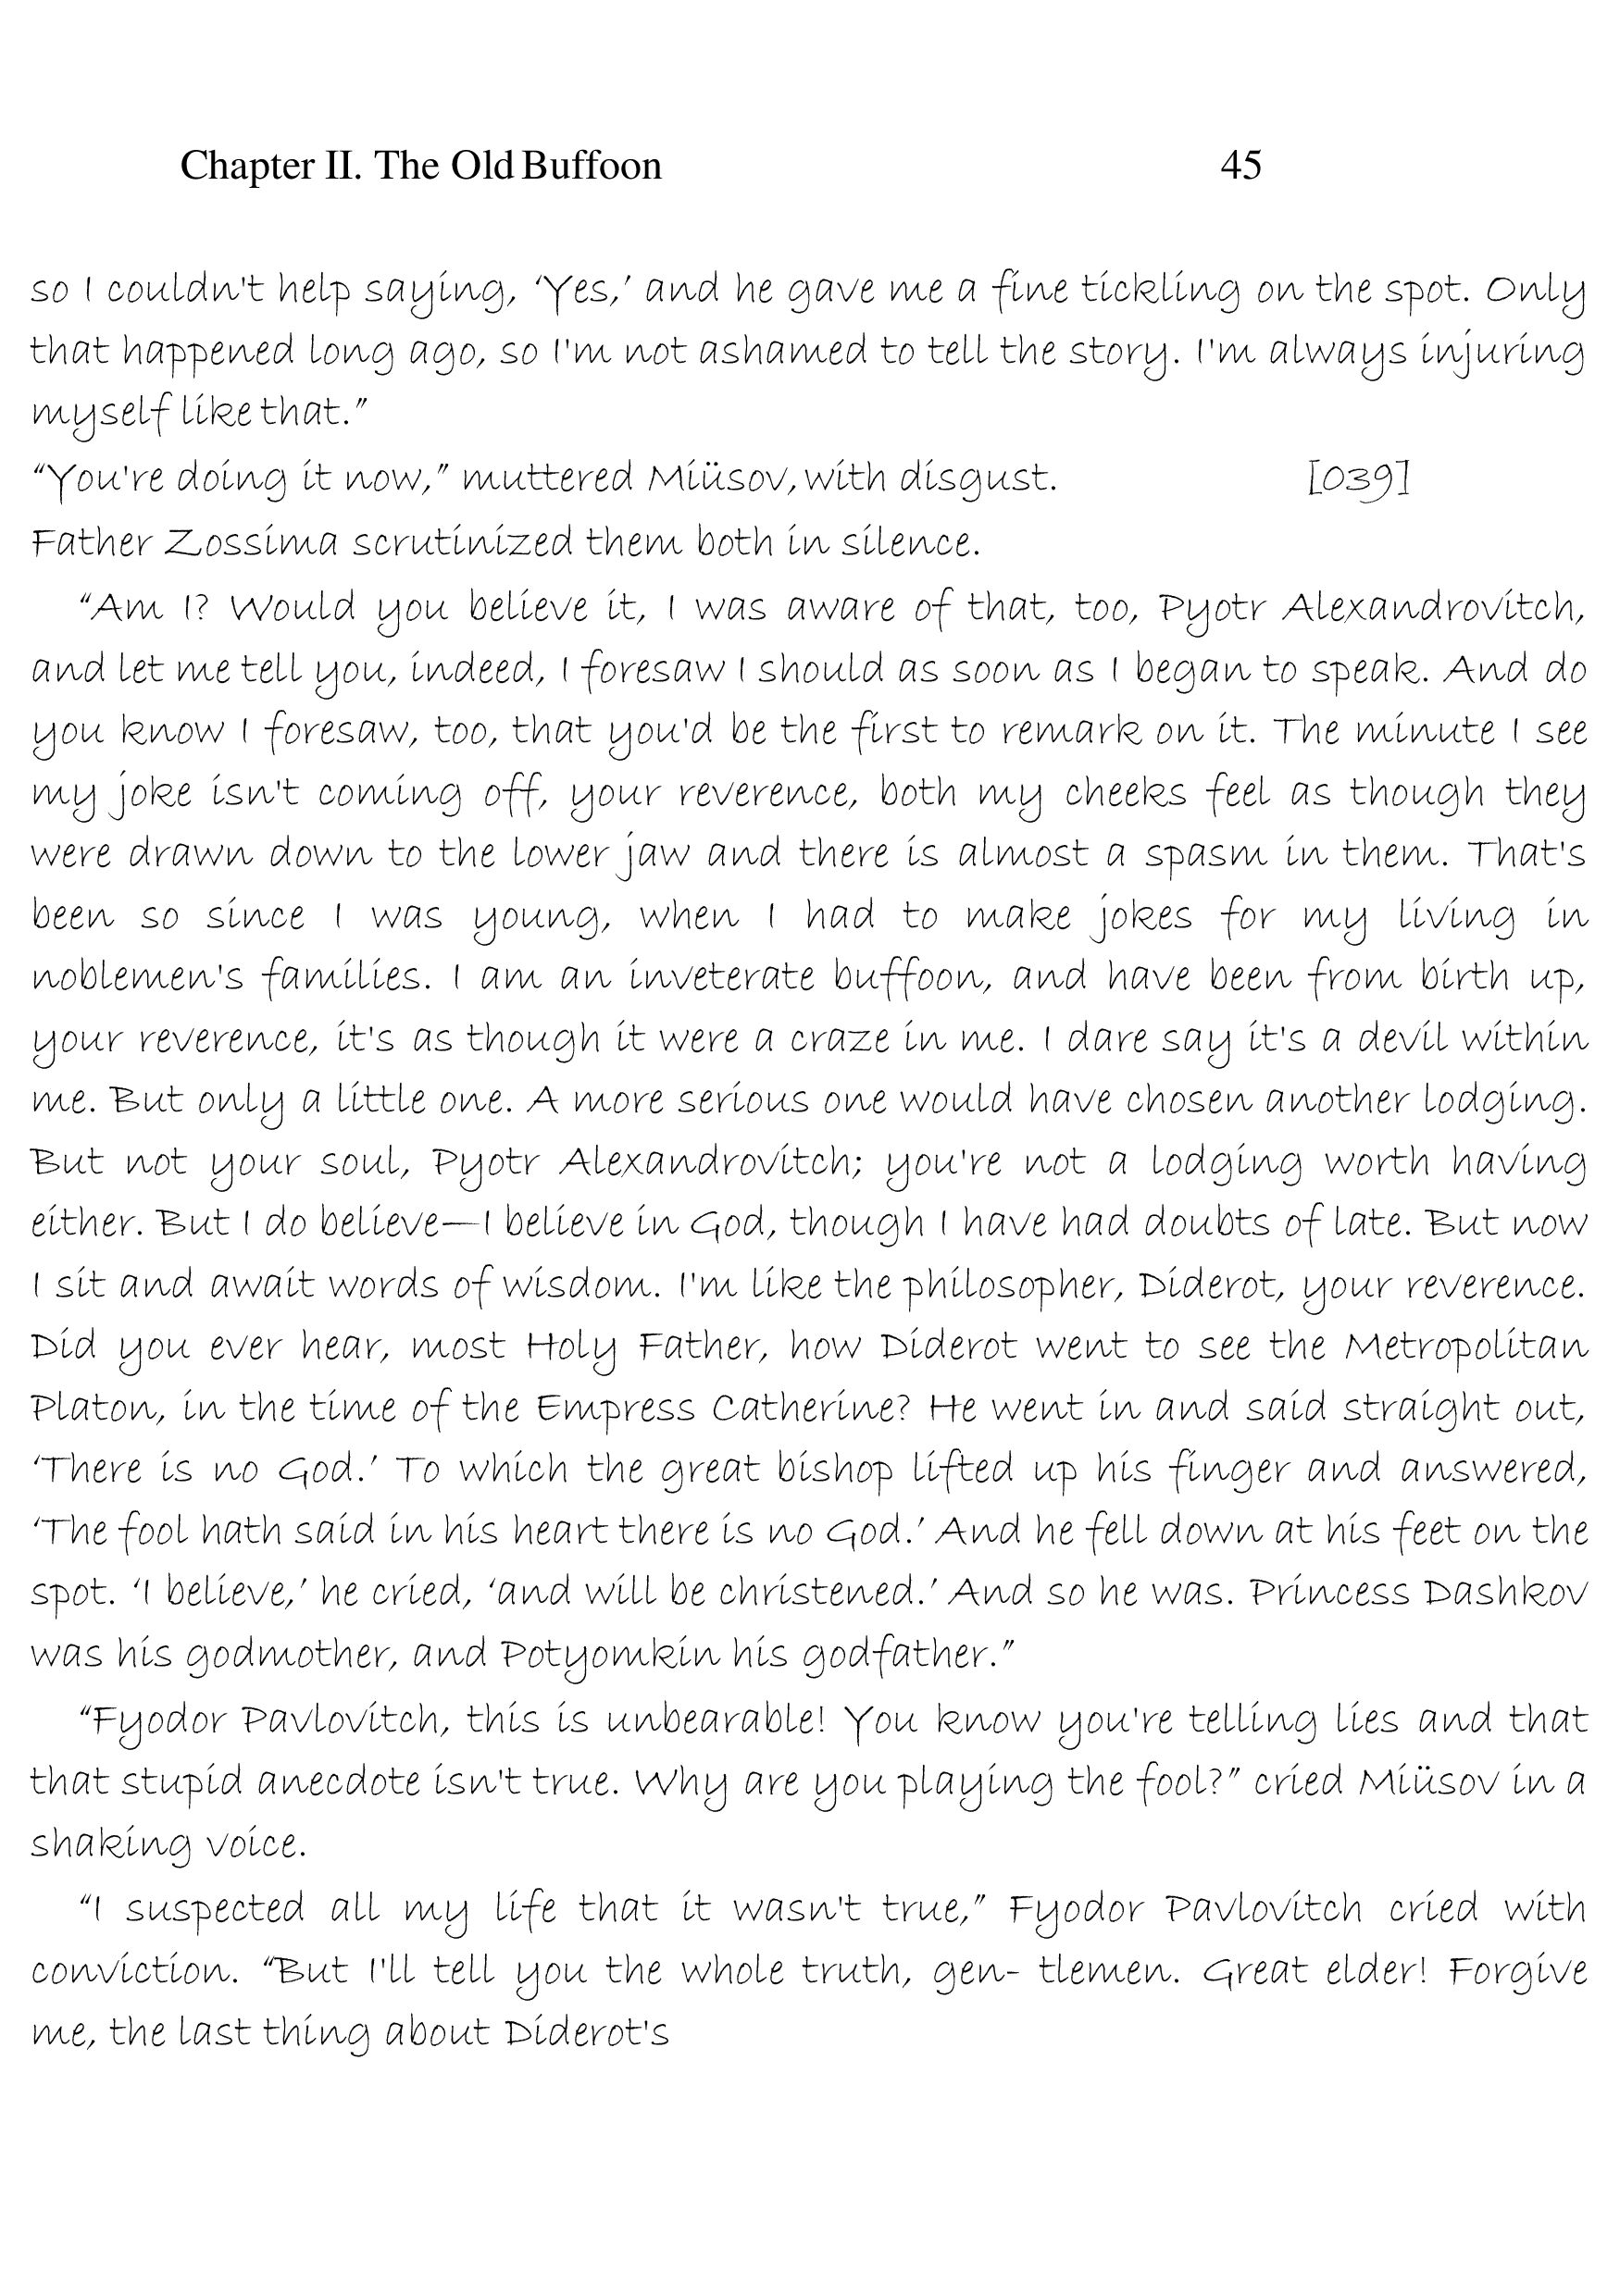 Chapter II. The Old Buffoon 45
so I couldn't help saying, ‘Yes,’ and he gave me a fine tickling on the spot. Only
that happened long ago, so I'm not ashamed to tell the story. I'm always injuring
myself like that.”
“You're doing it now,” muttered Miüsov, with disgust. [039]
Father Zossima scrutinized them both in silence.
“Am I? Would you believe it, I was aware of that, too, Pyotr Alexandrovitch,
and let me tell you, indeed, I foresaw I should as soon as I began to speak. And do
you know I foresaw, too, that you'd be the first to remark on it. The minute I see
my joke isn't coming off, your reverence, both my cheeks feel as though they
were drawn down to the lower jaw and there is almost a spasm in them. That's
been so since I was young, when I had to make jokes for my living in
noblemen's families. I am an inveterate buffoon, and have been from birth up,
your reverence, it's as though it were a craze in me. I dare say it's a devil within
me. But only a little one. A more serious one would have chosen another lodging.
But not your soul, Pyotr Alexandrovitch; you're not a lodging worth having
either. But I do believe—I believe in God, though I have had doubts of late. But now
I sit and await words of wisdom. I'm like the philosopher, Diderot, your reverence.
Did you ever hear, most Holy Father, how Diderot went to see the Metropolitan
Platon, in the time of the Empress Catherine? He went in and said straight out,
‘There is no God.’ To which the great bishop lifted up his finger and answered,
‘The fool hath said in his heart there is no God.’ And he fell down at his feet on the
spot. ‘I believe,’ he cried, ‘and will be christened.’ And so he was. Princess Dashkov
was his godmother, and Potyomkin his godfather.”
“Fyodor Pavlovitch, this is unbearable! You know you're telling lies and that
that stupid anecdote isn't true. Why are you playing the fool?” cried Miüsov in a
shaking voice.
“I suspected all my life that it wasn't true,” Fyodor Pavlovitch cried with
conviction. “But I'll tell you the whole truth, gen- tlemen. Great elder! Forgive
me, the last thing about Diderot's